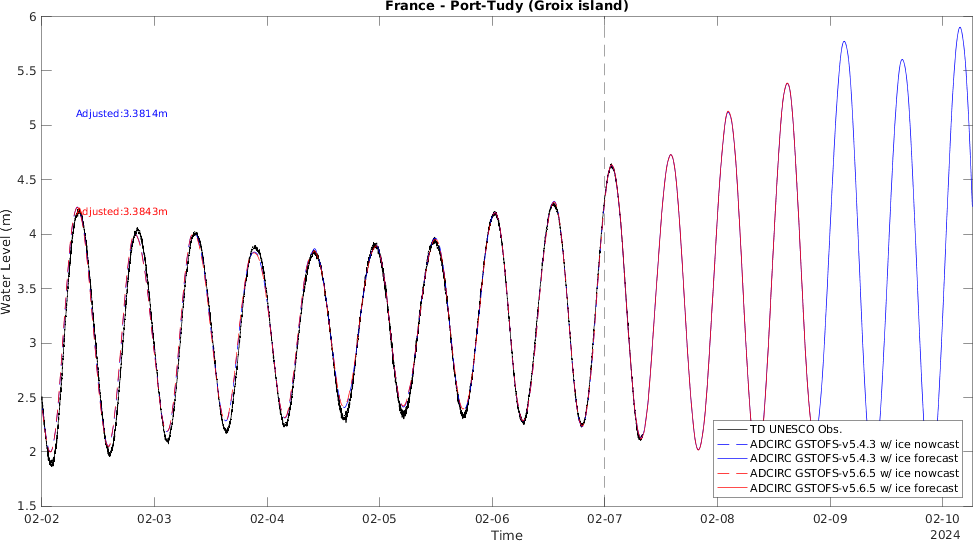 France - Port-Tudy (Groix island)
6
5.5
5
4.5
4
3.5
3
2.5
2
1.5
Water Level (m)
Adjusted:3.3814m
Adjusted:3.3843m
TD UNESCO Obs.
ADCIRC GSTOFS-v5.4.3 w/ ice nowcast
ADCIRC GSTOFS-v5.4.3 w/ ice forecast
ADCIRC GSTOFS-v5.6.5 w/ ice nowcast
ADCIRC GSTOFS-v5.6.5 w/ ice forecast
02-02 02-03 02-04 02-05 02-06 02-07 02-08 02-09 02-10
Time
2024